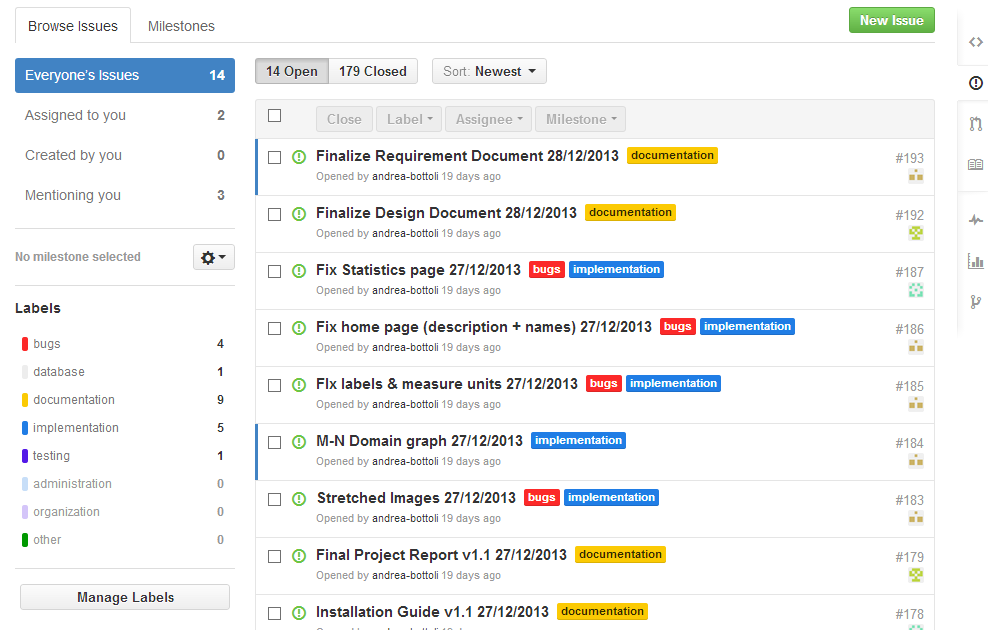 Browse Issues Milestones New Issue
Everyone's Issues 14
Assigned to you 2
Created by you 0
Mentioning you 3
No milestone selected
Labels
bugs 4
database 1
documentation 9
implementation 5
testing 1
administration 0
organization 0
other 0
Manage Labels
14 Open 179 Closed Sort: Newest
Close Label Assignee Milestone
Finalize Requirement Document 28/12/2013 documentation #193
Opened by andrea-bottoli 19 days ago
Finalize Design Document 28/12/2013 documentation #192
Opened by andrea-bottoli 19 days ago
Fix Statistics page 27/12/2013 bugs implementation #187
Opened by andrea-bottoli 19 days ago
Fix home page (description + names) 27/12/2013 bugs implementation #186
Opened by andrea-bottoli 19 days ago
FIx labels & measure units 27/12/2013 bugs implementation #185
Opened by andrea-bottoli 19 days ago
M-N Domain graph 27/12/2013 implementation #184
Opened by andrea-bottoli 19 days ago
Stretched Images 27/12/2013 bugs implementation #183
Opened by andrea-bottoli 19 days ago
Final Project Report v1.1 27/12/2013 documentation #179
Opened by andrea-bottoli 19 days ago
Installation Guide v1.1 27/12/2013 documentation #178